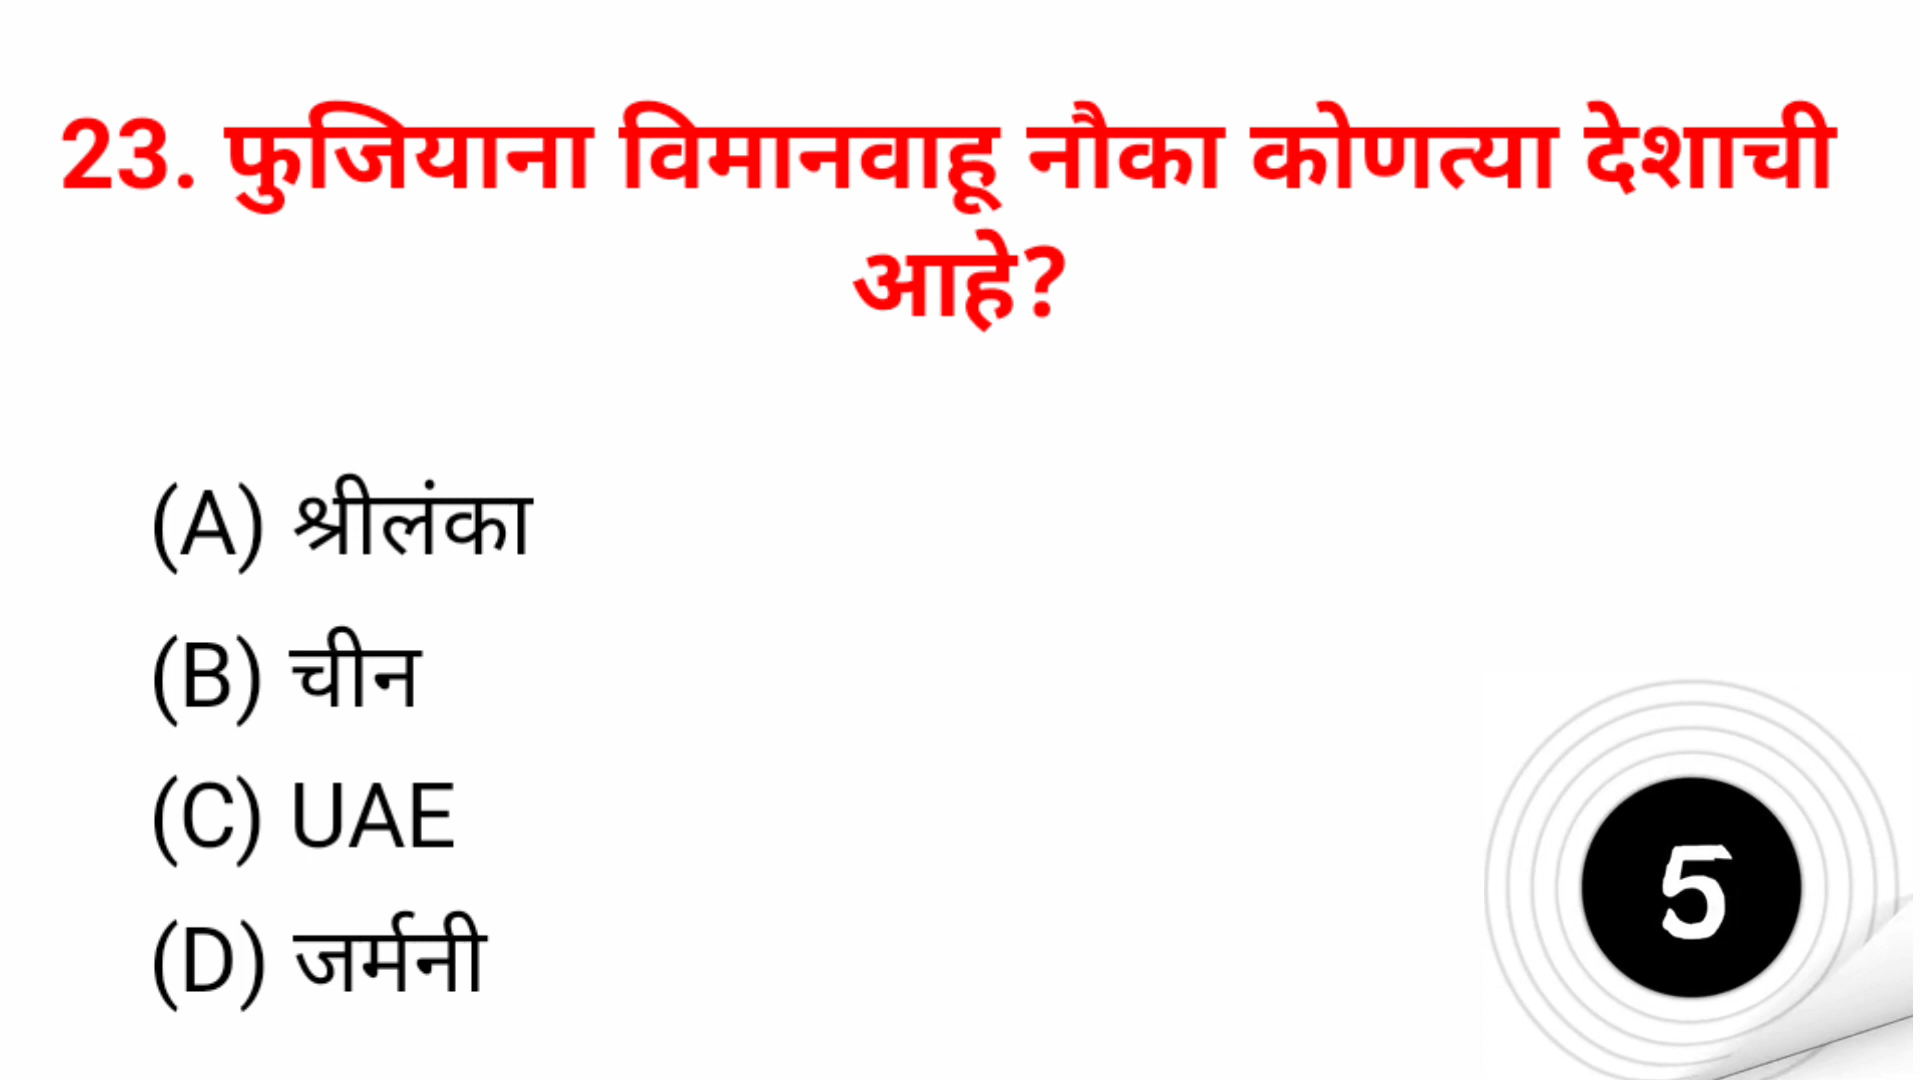 23. फुजियाना विमानवाहू नौका कोणत्या देशाची
आहे?
(A) श्रीलंका
(B) चीन
(C) UAE
(D) जर्मनी
5